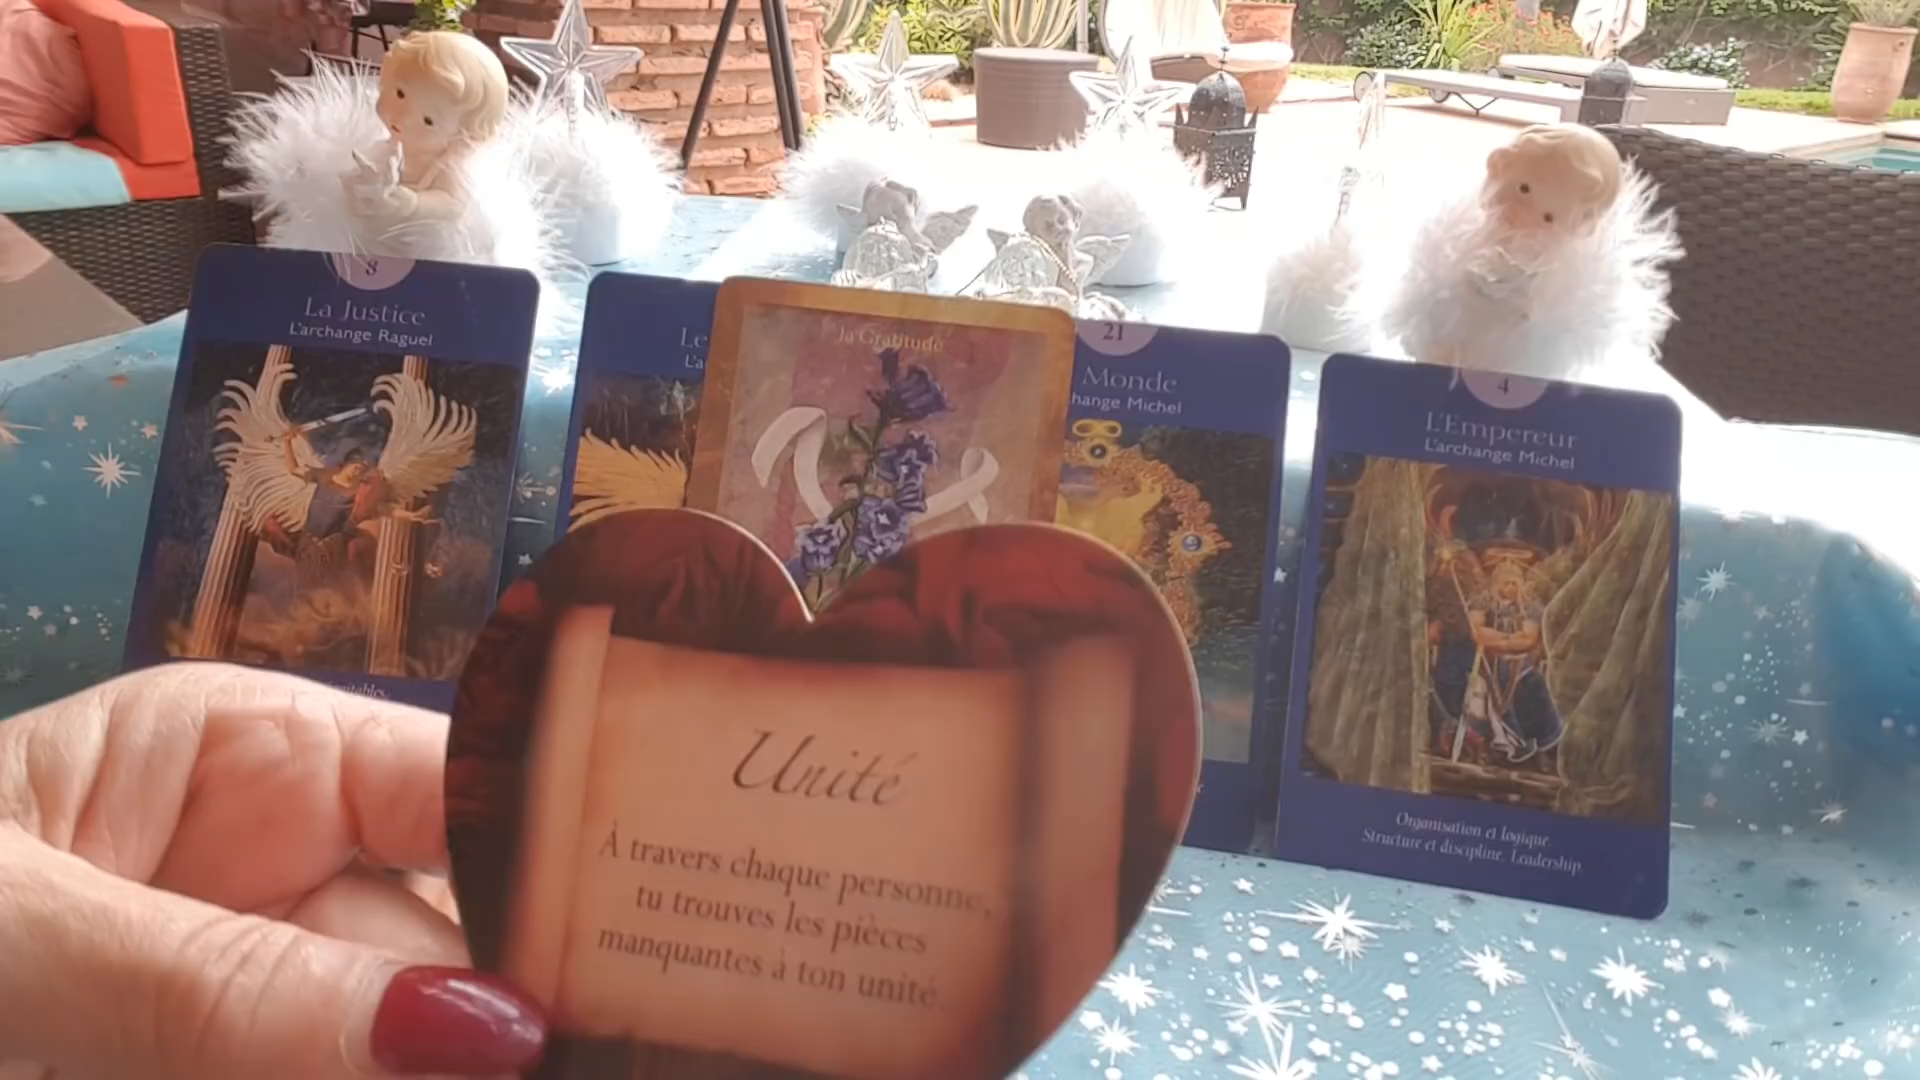 8
La Justice
L'archange Raguel
Le
L'a
la Gratitude
21
Monde
hange Michel
4
L'Empereur
L'archange Michel
Organisation et logique.
Structure et discipline. Leadership
Unité
À travers chaque personne,
tu trouves les pièces
manquantes à ton unité.